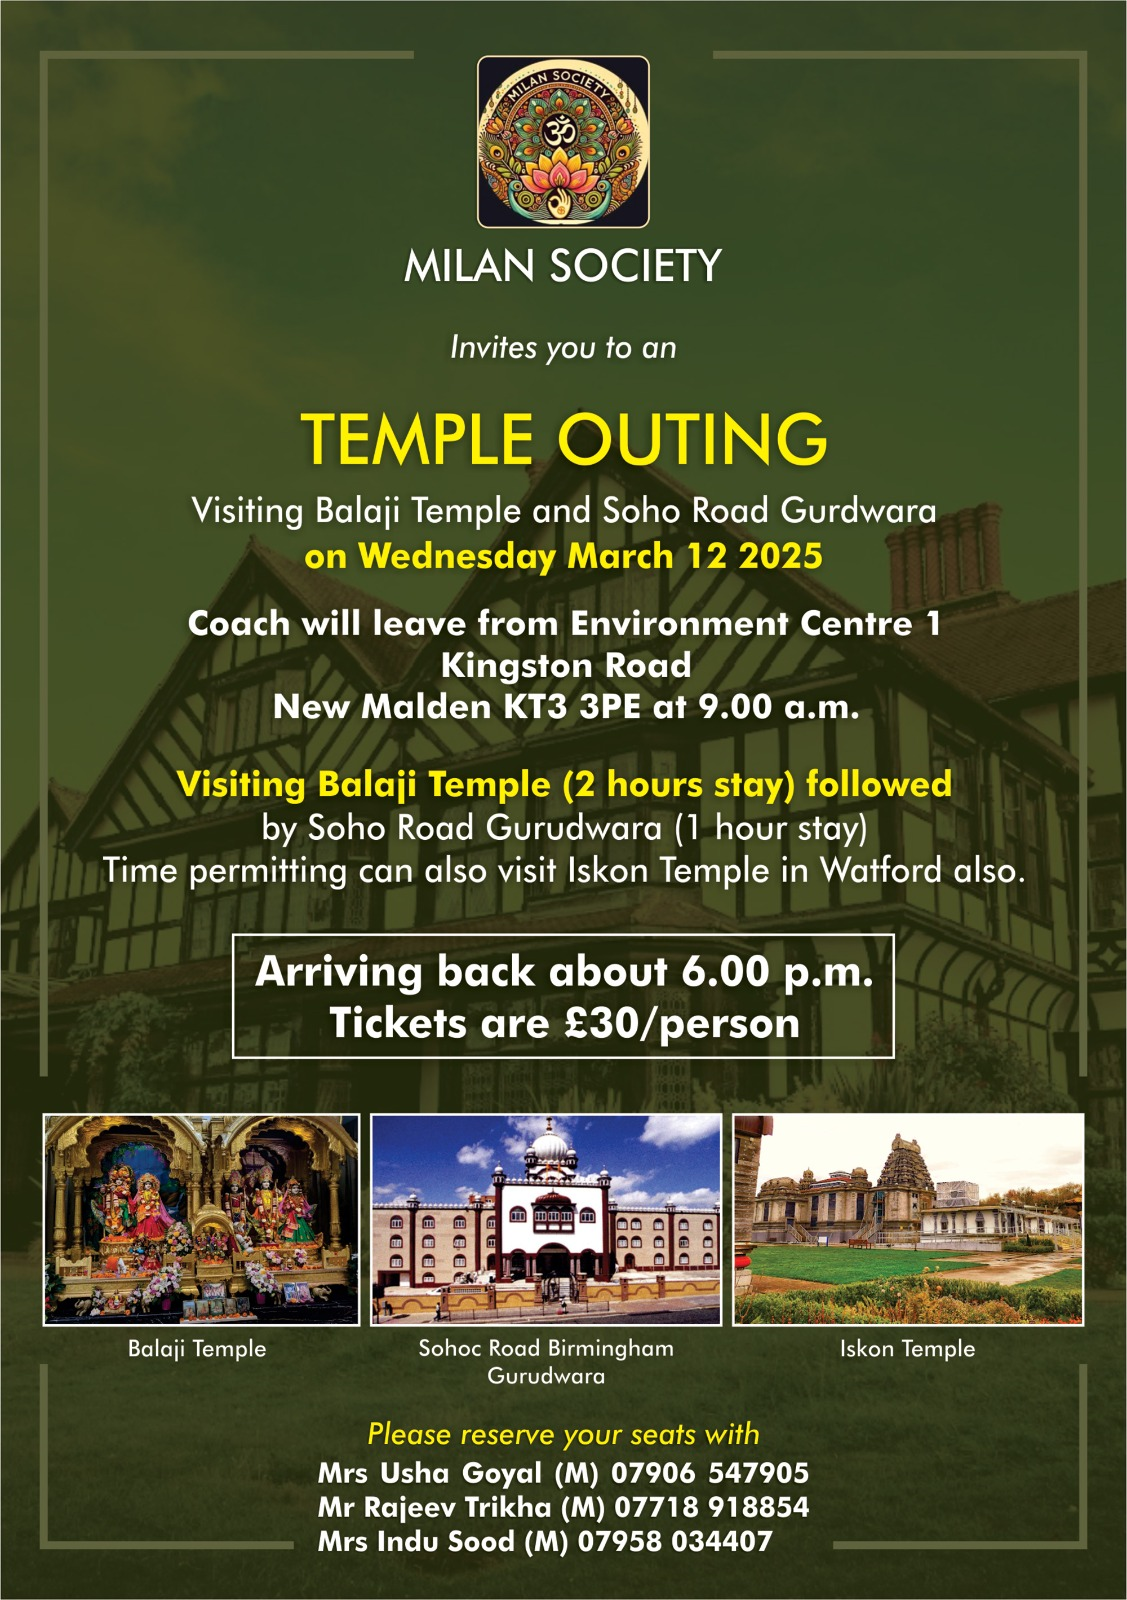 MILAN SOCIETY
MILAN SOCIETY
Invites you to an
TEMPLE OUTING
Visiting Balaji Temple and Soho Road Gurdwara
on Wednesday March 12 2025
Coach will leave from Environment Centre 1
Kingston Road
New Malden KT3 3PE at 9.00 a.m.
Visiting Balaji Temple (2 hours stay) followed
by Soho Road Gurudwara (1 hour stay)
Time permitting can also visit Iskon Temple in Watford also.
Arriving back about 6.00 p.m.
Tickets are £30/person
Balaji Temple
Sohoc Road Birmingham
Gurudwara
Iskon Temple
Please reserve your seats with
Mrs Usha Goyal (M) 07906 547905
Mr Rajeev Trikha (M) 07718 918854
Mrs Indu Sood (M) 07958 034407